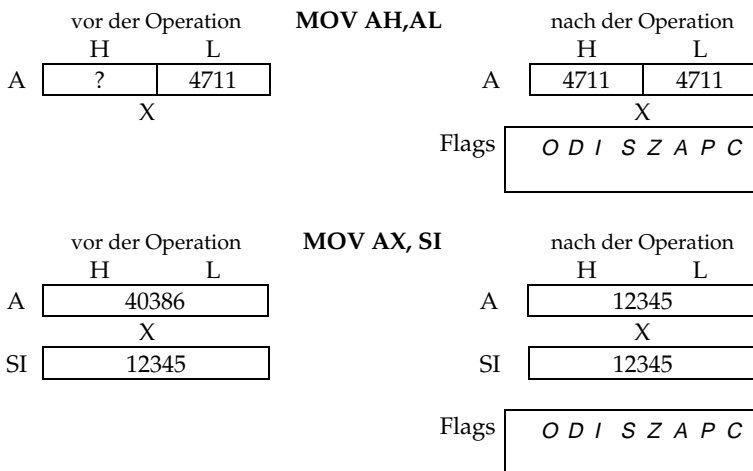 vor der Operation MOV AH,AL nach der Operation
H L H L
A ? 4711 A 4711 4711
X X
Flags O D I S Z A P C
vor der Operation MOV AX, SI nach der Operation
H L H L
A 40386 A 12345
X X
SI 12345 SI 12345
Flags O D I S Z A P C